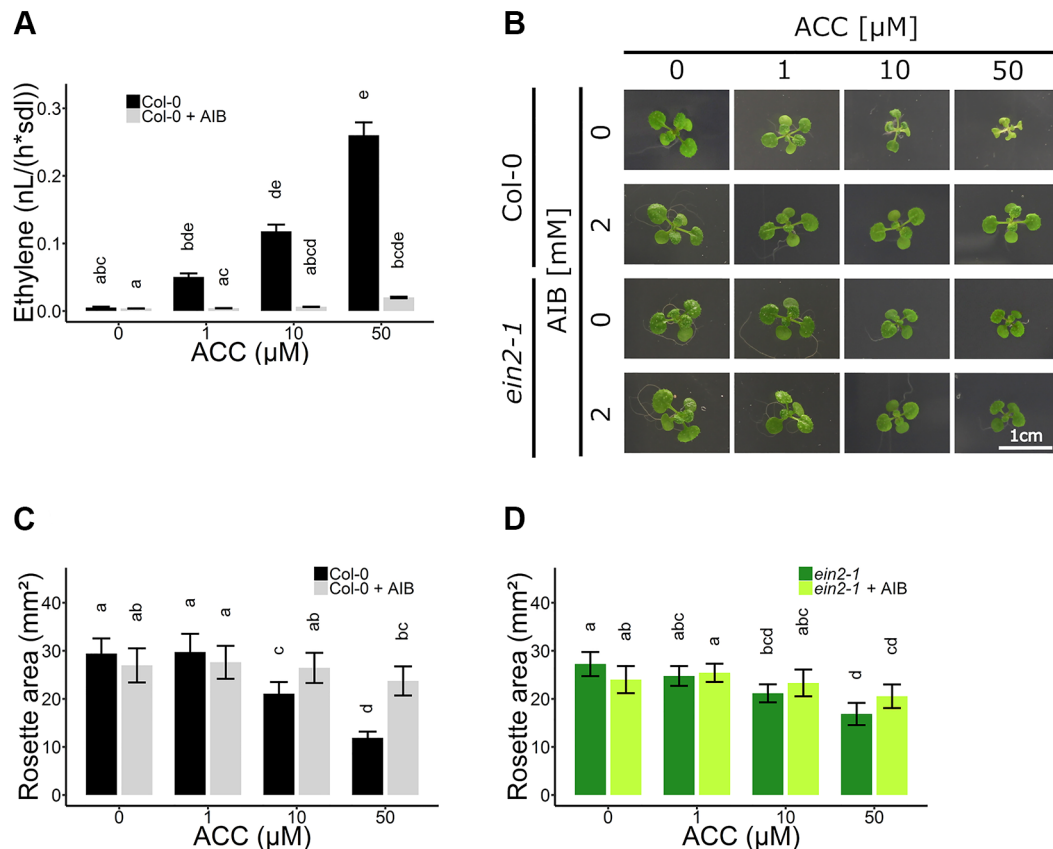 A
Ethylene (nL/(h*sdl))
0.3
0.2
0.1
0.0
Col-0
Col-0 + AIB
abc
a
bde
ac
de
abcd
e
bcde
0
1
10
50
ACC (µM)
B
ACC [µM]
0
1
10
50
Col-0
ein2-1
AIB [mM]
0
2
0
2
1cm
C
Rosette area (mm²)
40
30
20
10
0
Col-0
Col-0 + AIB
a
ab
a
a
c
ab
d
bc
0
1
10
50
ACC (µM)
D
Rosette area (mm²)
40
30
20
10
0
ein2-1
ein2-1 + AIB
a
ab
abc
a
bcd
abc
d
cd
0
1
10
50
ACC (µM)